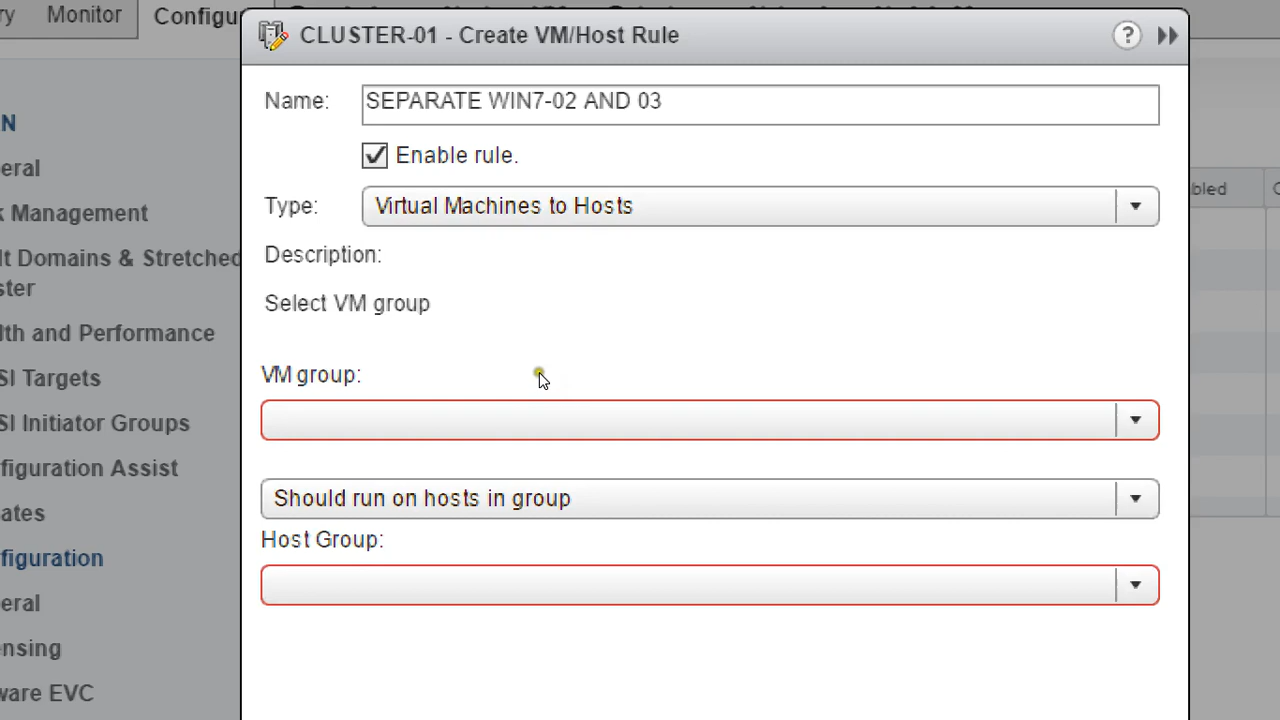 ry Monitor Configu
CLUSTER-01 - Create VM/Host Rule
?
Name: SEPARATE WIN7-02 AND 03
N
Enable rule.
eral
Type: Virtual Machines to Hosts
bled
k Management
Description:
lt Domains & Stretched
ster
Select VM group
lth and Performance
VM group:
SI Targets
SI Initiator Groups
figuration Assist
Should run on hosts in group
ates
Host Group:
figuration
eral
ensing
ware EVC